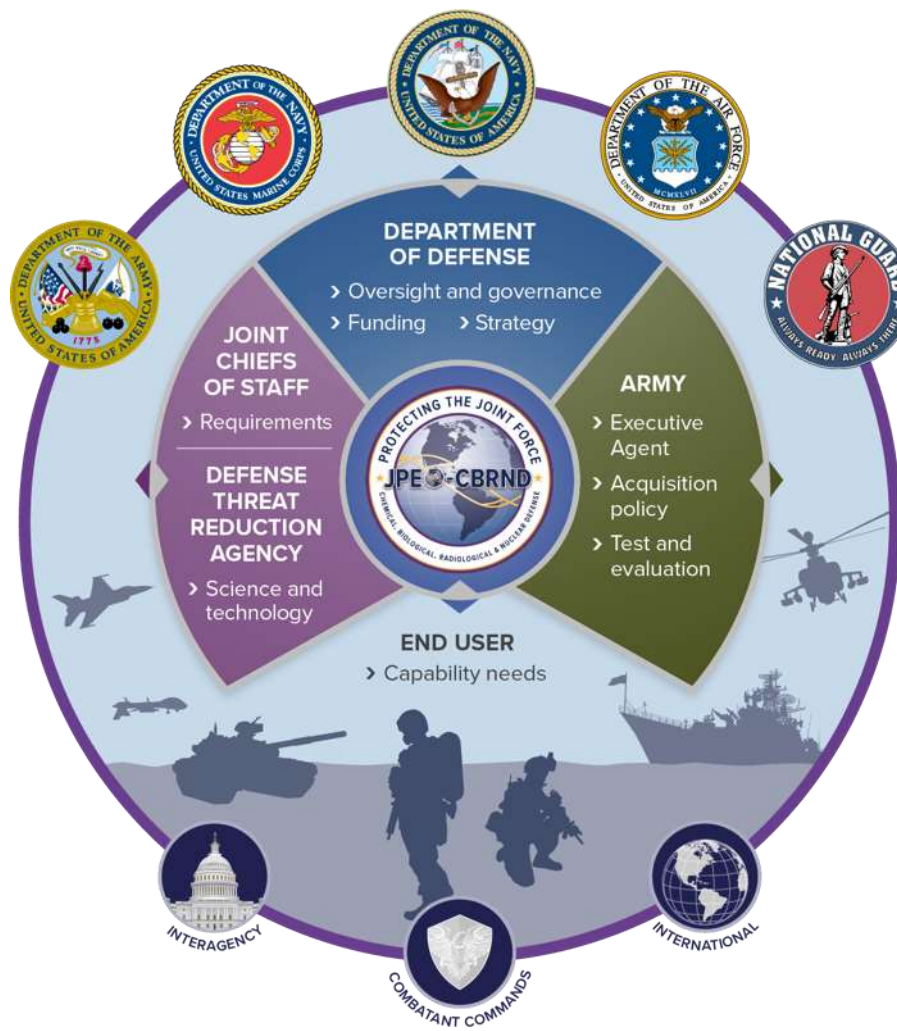 DEPARTMENT OF THE NAVY
UNITED STATES OF AMERICA
DEPARTMENT OF THE NAVY
UNITED STATES MARINE CORPS
DEPARTMENT OF THE AIR FORCE
MCMXLVII
UNITED STATES OF AMERICA
DEPARTMENT OF THE ARMY
1775
UNITED STATES OF AMERICA
NATIONAL GUARD
ALWAYS READY ALWAYS THERE
DEPARTMENT
OF DEFENSE
› Oversight and governance
› Funding › Strategy
JOINT
CHIEFS
OF STAFF
› Requirements
DEFENSE
THREAT
REDUCTION
AGENCY
› Science and
technology
ARMY
› Executive
Agent
› Acquisition
policy
› Test and
evaluation
PROTECTING THE JOINT FORCE
JPEO-CBRND
CHEMICAL, BIOLOGICAL, RADIOLOGICAL & NUCLEAR DEFENSE
END USER
› Capability needs
INTERAGENCY
COMBATANT COMMANDS
INTERNATIONAL